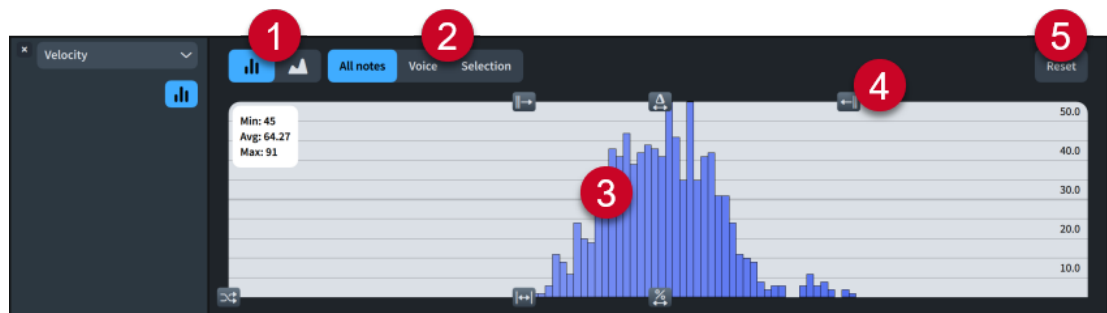 1
2
5
× Velocity
All notes Voice Selection
Reset
4
Min: 45
Avg: 64.27
Max: 91
Δ
50.0
40.0
30.0
3
20.0
10.0
%